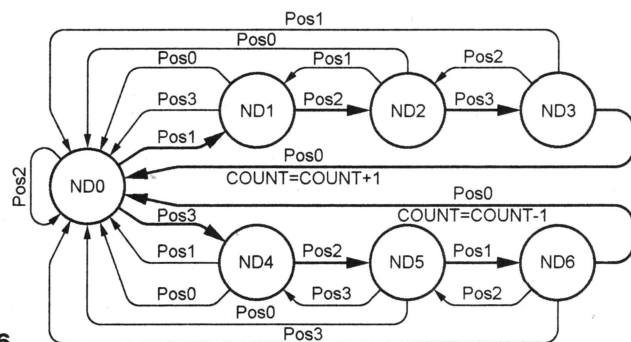 Pos1
Pos0
Pos0 Pos1 Pos2
Pos3 ND1 Pos2 ND2 Pos3 ND3
Pos1
Pos0
COUNT=COUNT+1
Pos2 ND0
Pos0
COUNT=COUNT-1
Pos3
Pos1 ND4 Pos2 ND5 Pos1 ND6
Pos0 Pos3 Pos2
Pos0
Pos3